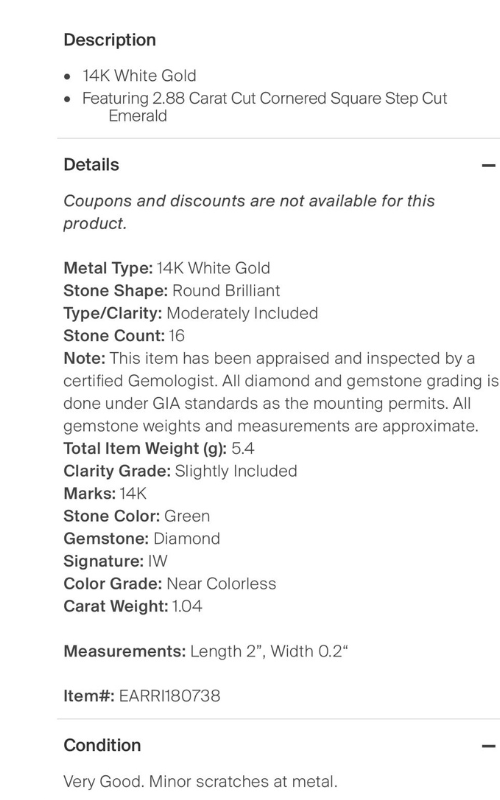 Description
• 14K White Gold
• Featuring 2.88 Carat Cut Cornered Square Step Cut
Emerald
Details
Coupons and discounts are not available for this
product.
Metal Type: 14K White Gold
Stone Shape: Round Brilliant
Type/Clarity: Moderately Included
Stone Count: 16
Note: This item has been appraised and inspected by a
certified Gemologist. All diamond and gemstone grading is
done under GIA standards as the mounting permits. All
gemstone weights and measurements are approximate.
Total Item Weight (g): 5.4
Clarity Grade: Slightly Included
Marks: 14K
Stone Color: Green
Gemstone: Diamond
Signature: IW
Color Grade: Near Colorless
Carat Weight: 1.04
Measurements: Length 2”, Width 0.2“
Item#: EARRI180738
Condition
Very Good. Minor scratches at metal.